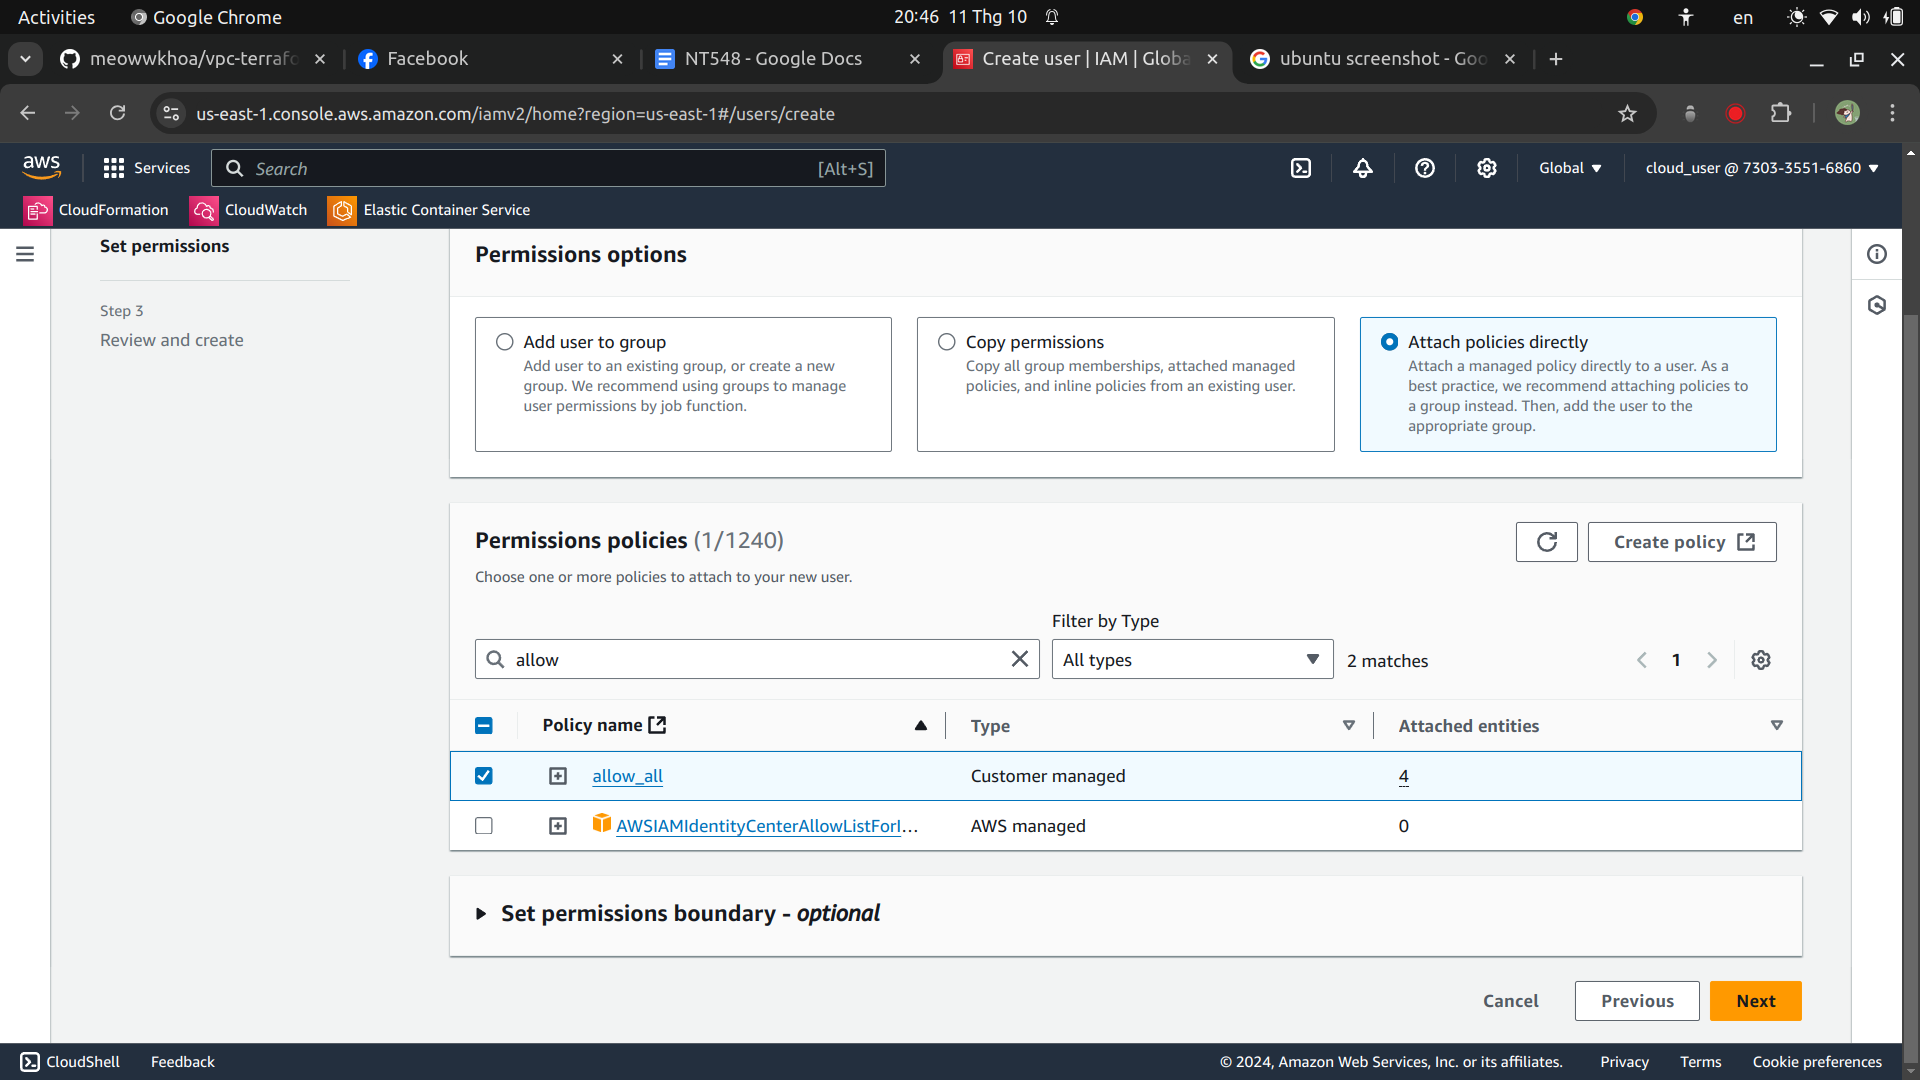 Activities
Google Chrome
20:46 11 Thg 10
en
meowwkhoa/vpc-terrafo
Facebook
NT548 - Google Docs
Create user | IAM | Globa
ubuntu screenshot - Goo
us-east-1.console.aws.amazon.com/iamv2/home?region=us-east-1#/users/create
aws
Services
Search
[Alt+S]
Global
cloud_user @ 7303-3551-6860
CloudFormation
CloudWatch
Elastic Container Service
Set permissions
Step 3
Review and create
Permissions options
Add user to group
Add user to an existing group, or create a new
group. We recommend using groups to manage
user permissions by job function.
Copy permissions
Copy all group memberships, attached managed
policies, and inline policies from an existing user.
Attach policies directly
Attach a managed policy directly to a user. As a
best practice, we recommend attaching policies to
a group instead. Then, add the user to the
appropriate group.
Permissions policies (1/1240)
Create policy
Choose one or more policies to attach to your new user.
Filter by Type
allow
All types
2 matches
1
Policy name
Type
Attached entities
allow_all
Customer managed
4
AWSIAMIdentityCenterAllowListForI...
AWS managed
0
Set permissions boundary - optional
Cancel
Previous
Next
CloudShell
Feedback
© 2024, Amazon Web Services, Inc. or its affiliates.
Privacy
Terms
Cookie preferences